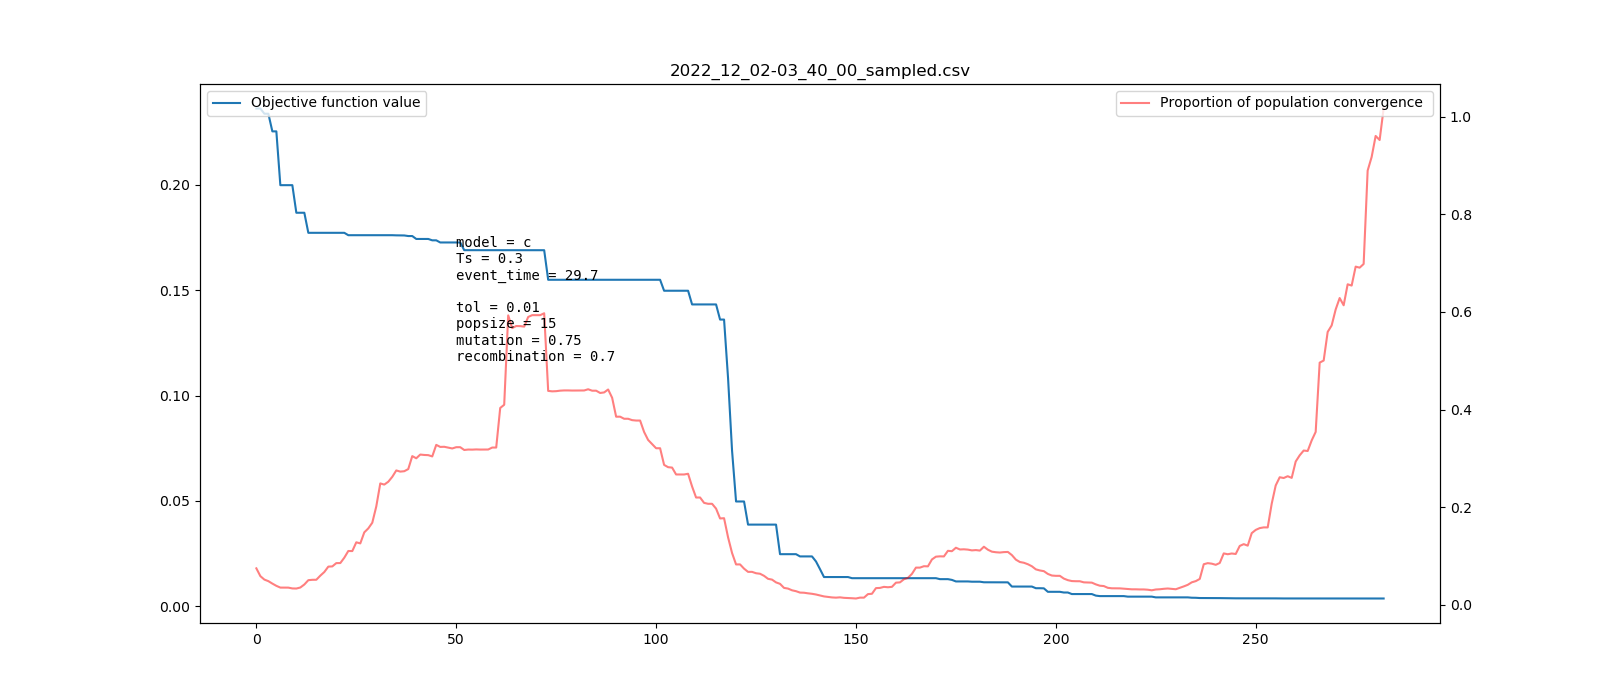 2022_12_02-03_40_00_sampled.csv
Objective function value
Proportion of population convergence
model = c
Ts = 0.3
event_time = 29.7
tol = 0.01
popsize = 15
mutation = 0.75
recombination = 0.7
0.20
0.15
0.10
0.05
0.00
1.0
0.8
0.6
0.4
0.2
0.0
0
50
100
150
200
250